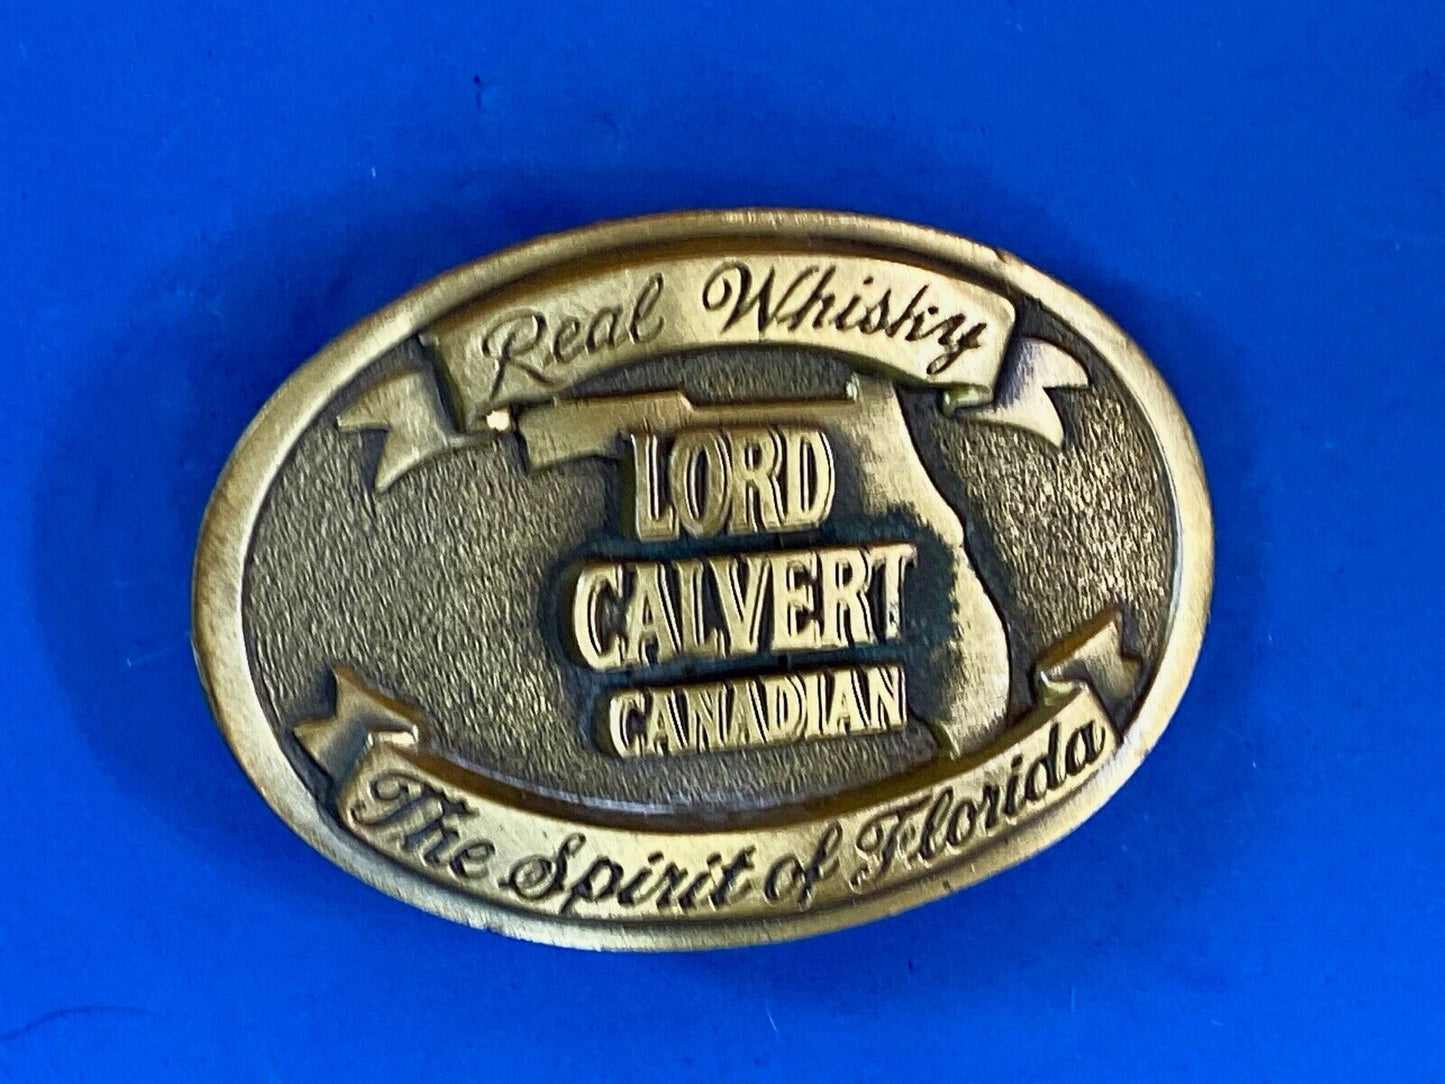 Real Whisky
LORD
CALVERT
CANADIAN
The Spirit of Florida